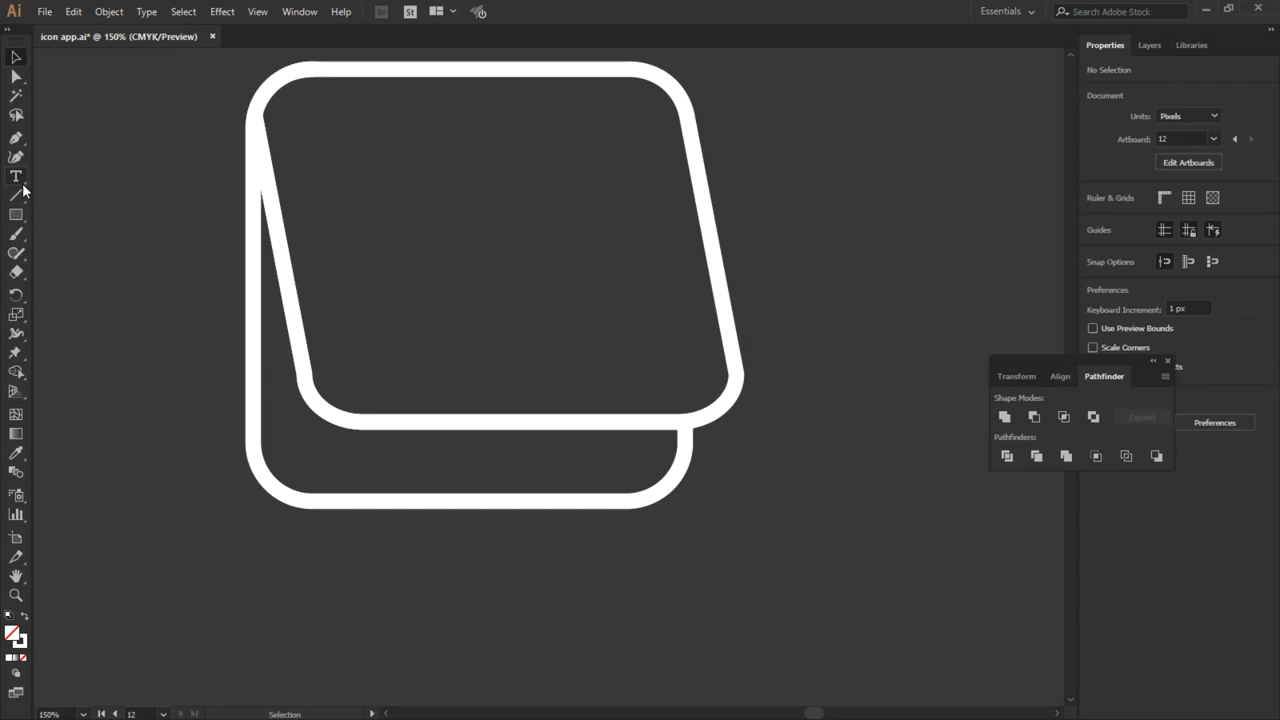 Ai File Edit Object Type Select Effect View Window Help Br St Essentials Search Adobe Stock
icon app.ai* @ 150% (CMYK/Preview) ×
Properties Layers Libraries
No Selection
Document
Units: Pixels
Artboard: 12
Edit Artboards
Ruler & Grids
Guides
Snap Options
Preferences
Keyboard Increment: 1 px
Use Preview Bounds
Scale Corners
Transform Align Pathfinder
Shape Modes:
Expand
Preferences
Pathfinders:
150% 12 Selection